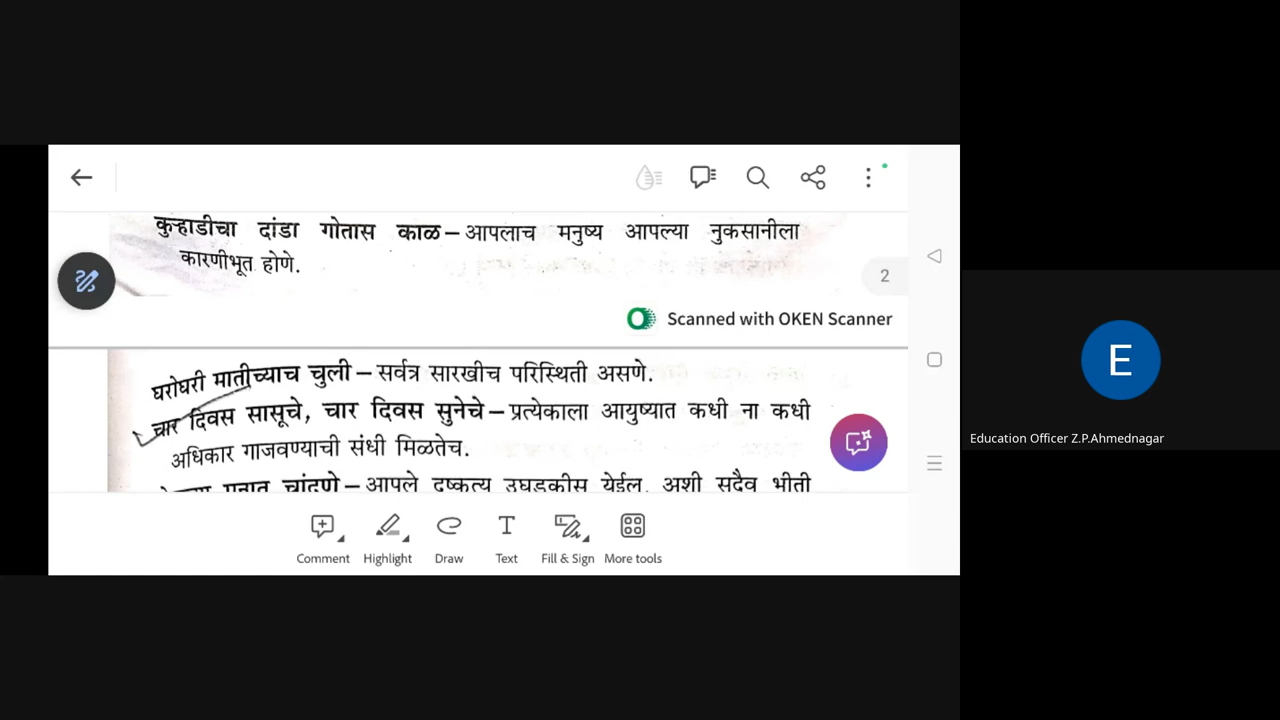 कुऱ्हाडीचा दांडा गोतास काळ – आपलाच मनुष्य आपल्या नुकसानीला
कारणीभूत होणे.
2
Scanned with OKEN Scanner
घरोघरी मातीच्याच चुली – सर्वत्र सारखीच परिस्थिती असणे.
चार दिवस सासूचे, चार दिवस सुनेचे – प्रत्येकाला आयुष्यात कधी ना कधी
अधिकार गाजवण्याची संधी मिळतेच.
चांदणे – आपले दुष्कृत्य उघडकीस येईल, अशी सदैव भीती
Comment Highlight Draw Text Fill & Sign More tools
E
Education Officer Z.P.Ahmednagar